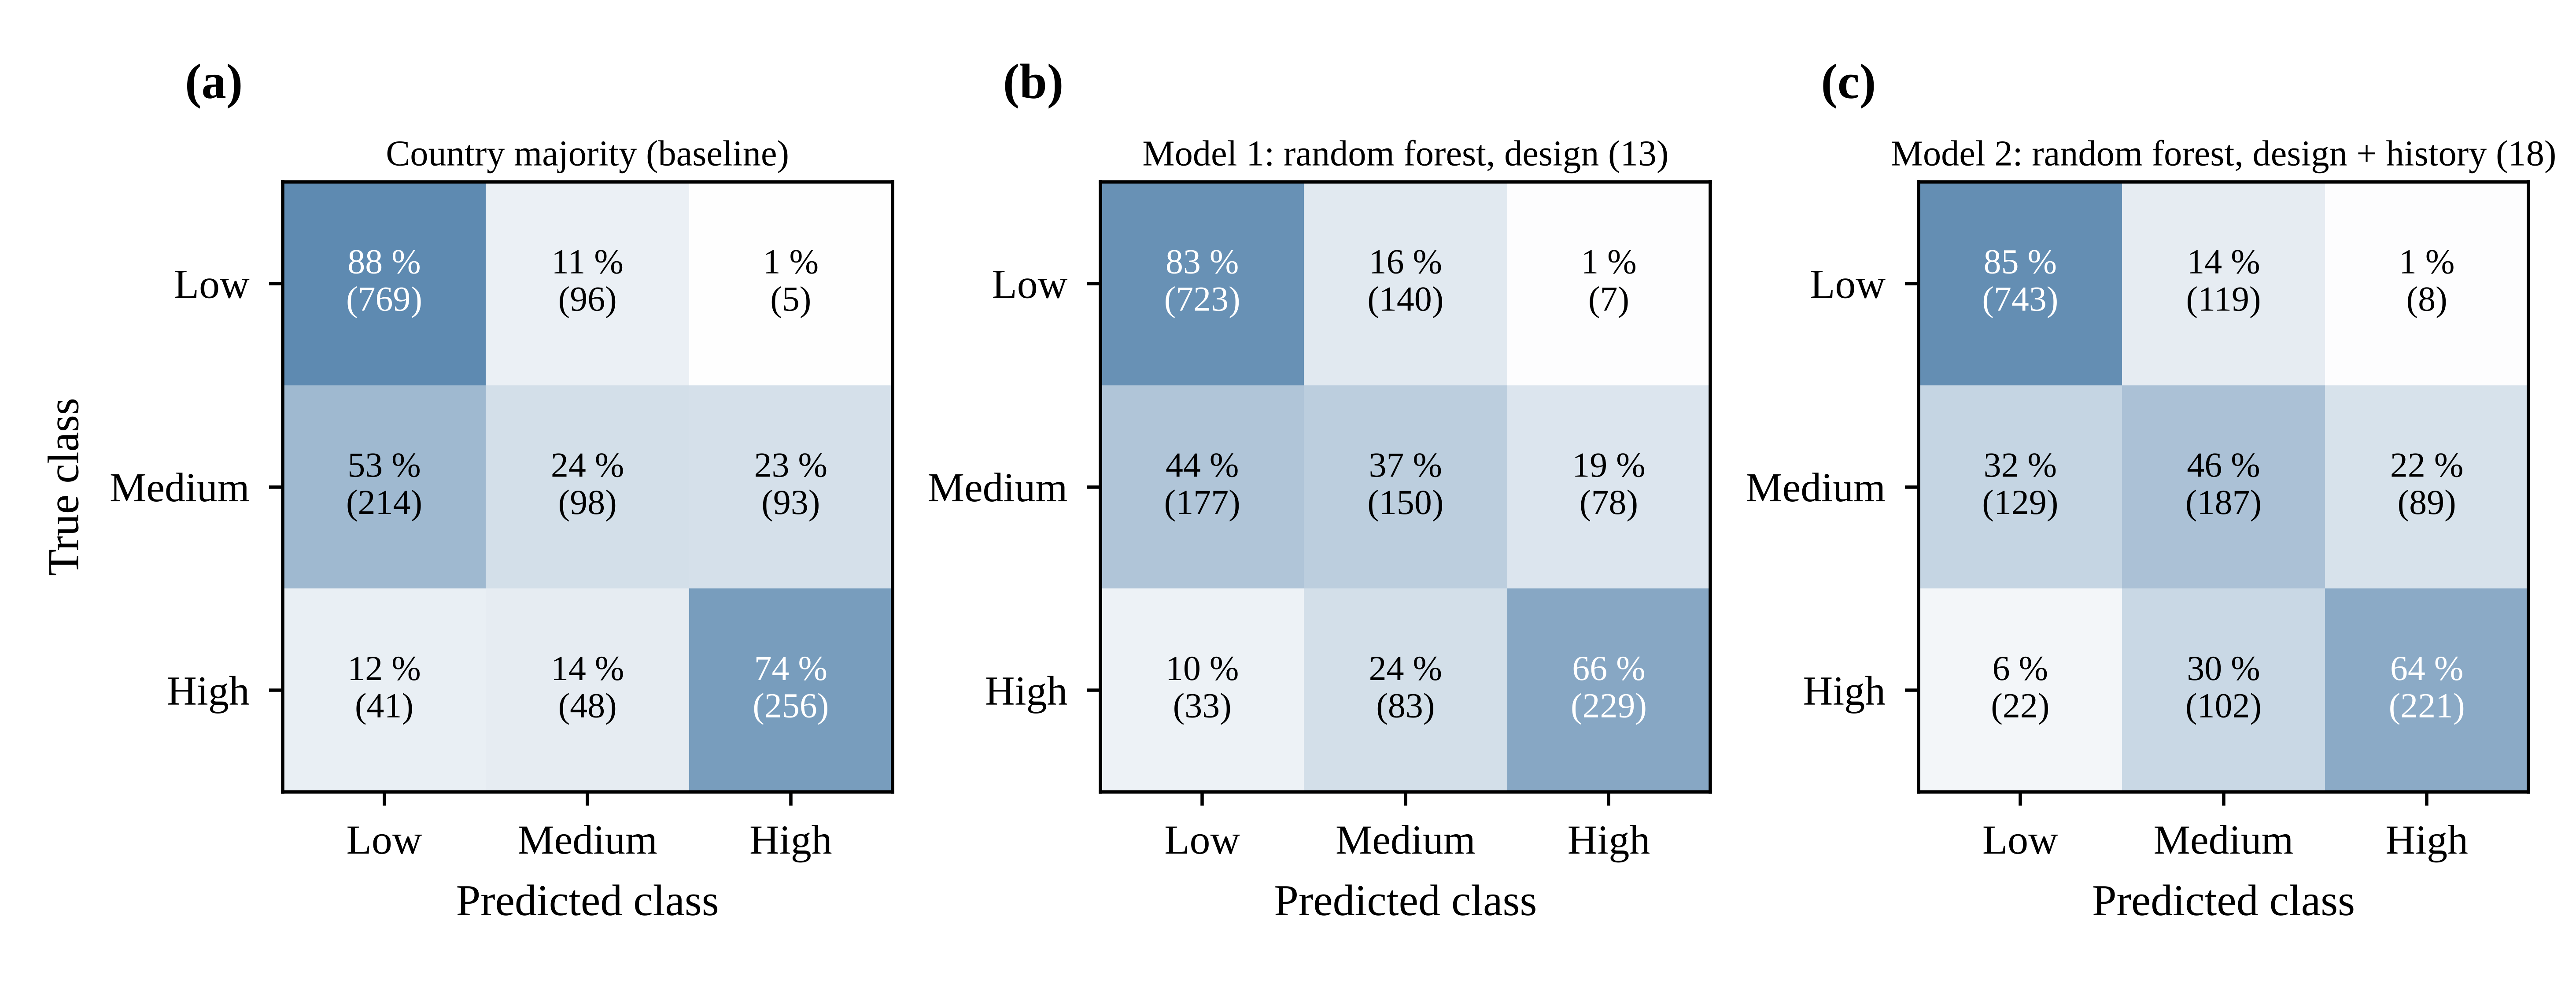 (a)
Country majority (baseline)
True class
Low
88 %
(769)
11 %
(96)
1 %
(5)
Medium
53 %
(214)
24 %
(98)
23 %
(93)
High
12 %
(41)
14 %
(48)
74 %
(256)
Low
Medium
High
Predicted class
(b)
Model 1: random forest, design (13)
Low
83 %
(723)
16 %
(140)
1 %
(7)
Medium
44 %
(177)
37 %
(150)
19 %
(78)
High
10 %
(33)
24 %
(83)
66 %
(229)
Low
Medium
High
Predicted class
(c)
Model 2: random forest, design + history (18)
Low
85 %
(743)
14 %
(119)
1 %
(8)
Medium
32 %
(129)
46 %
(187)
22 %
(89)
High
6 %
(22)
30 %
(102)
64 %
(221)
Low
Medium
High
Predicted class